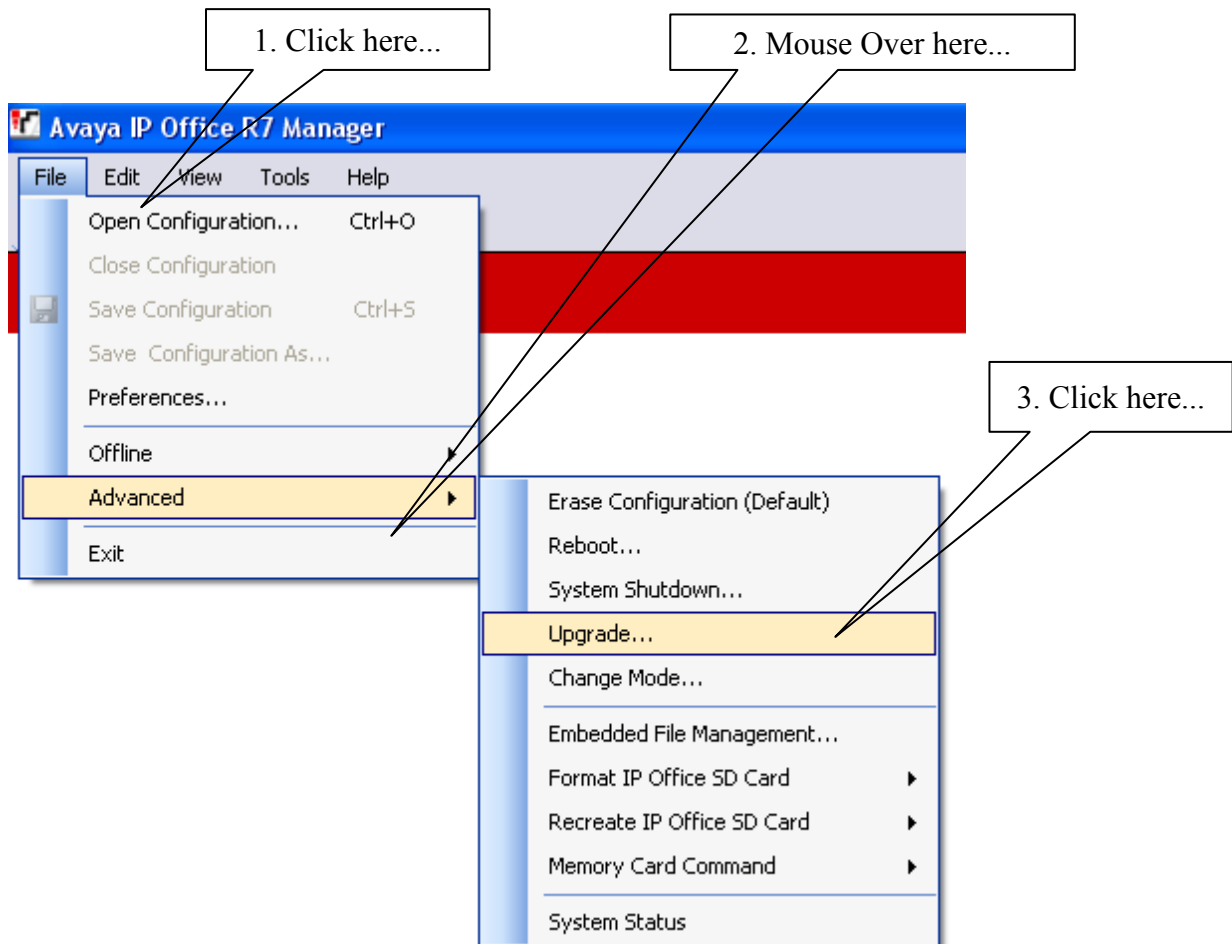 1. Click here...
2. Mouse Over here...
Avaya IP Office R7 Manager
File Edit View Tools Help
Open Configuration... Ctrl+O
Close Configuration
Save Configuration Ctrl+S
Save Configuration As...
Preferences...
3. Click here...
Offline
Advanced
Exit
Erase Configuration (Default)
Reboot...
System Shutdown...
Upgrade...
Change Mode...
Embedded File Management...
Format IP Office SD Card
Recreate IP Office SD Card
Memory Card Command
System Status